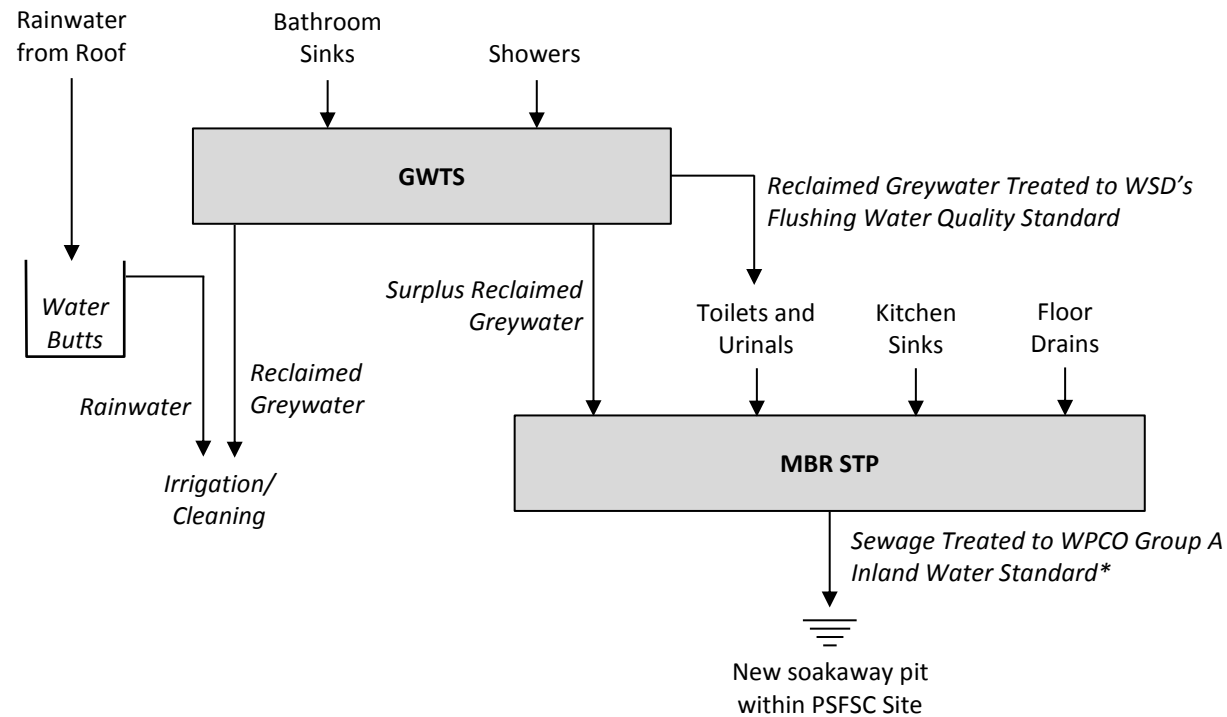 Rainwater
from Roof
Bathroom
Sinks
Showers
GWTS
Reclaimed Greywater Treated to WSD’s
Flushing Water Quality Standard
Water
Butts
Surplus Reclaimed
Greywater
Toilets and
Urinals
Kitchen
Sinks
Floor
Drains
Rainwater
Reclaimed
Greywater
Irrigation/
Cleaning
MBR STP
Sewage Treated to WPCO Group A
Inland Water Standard*
New soakaway pit
within PSFSC Site